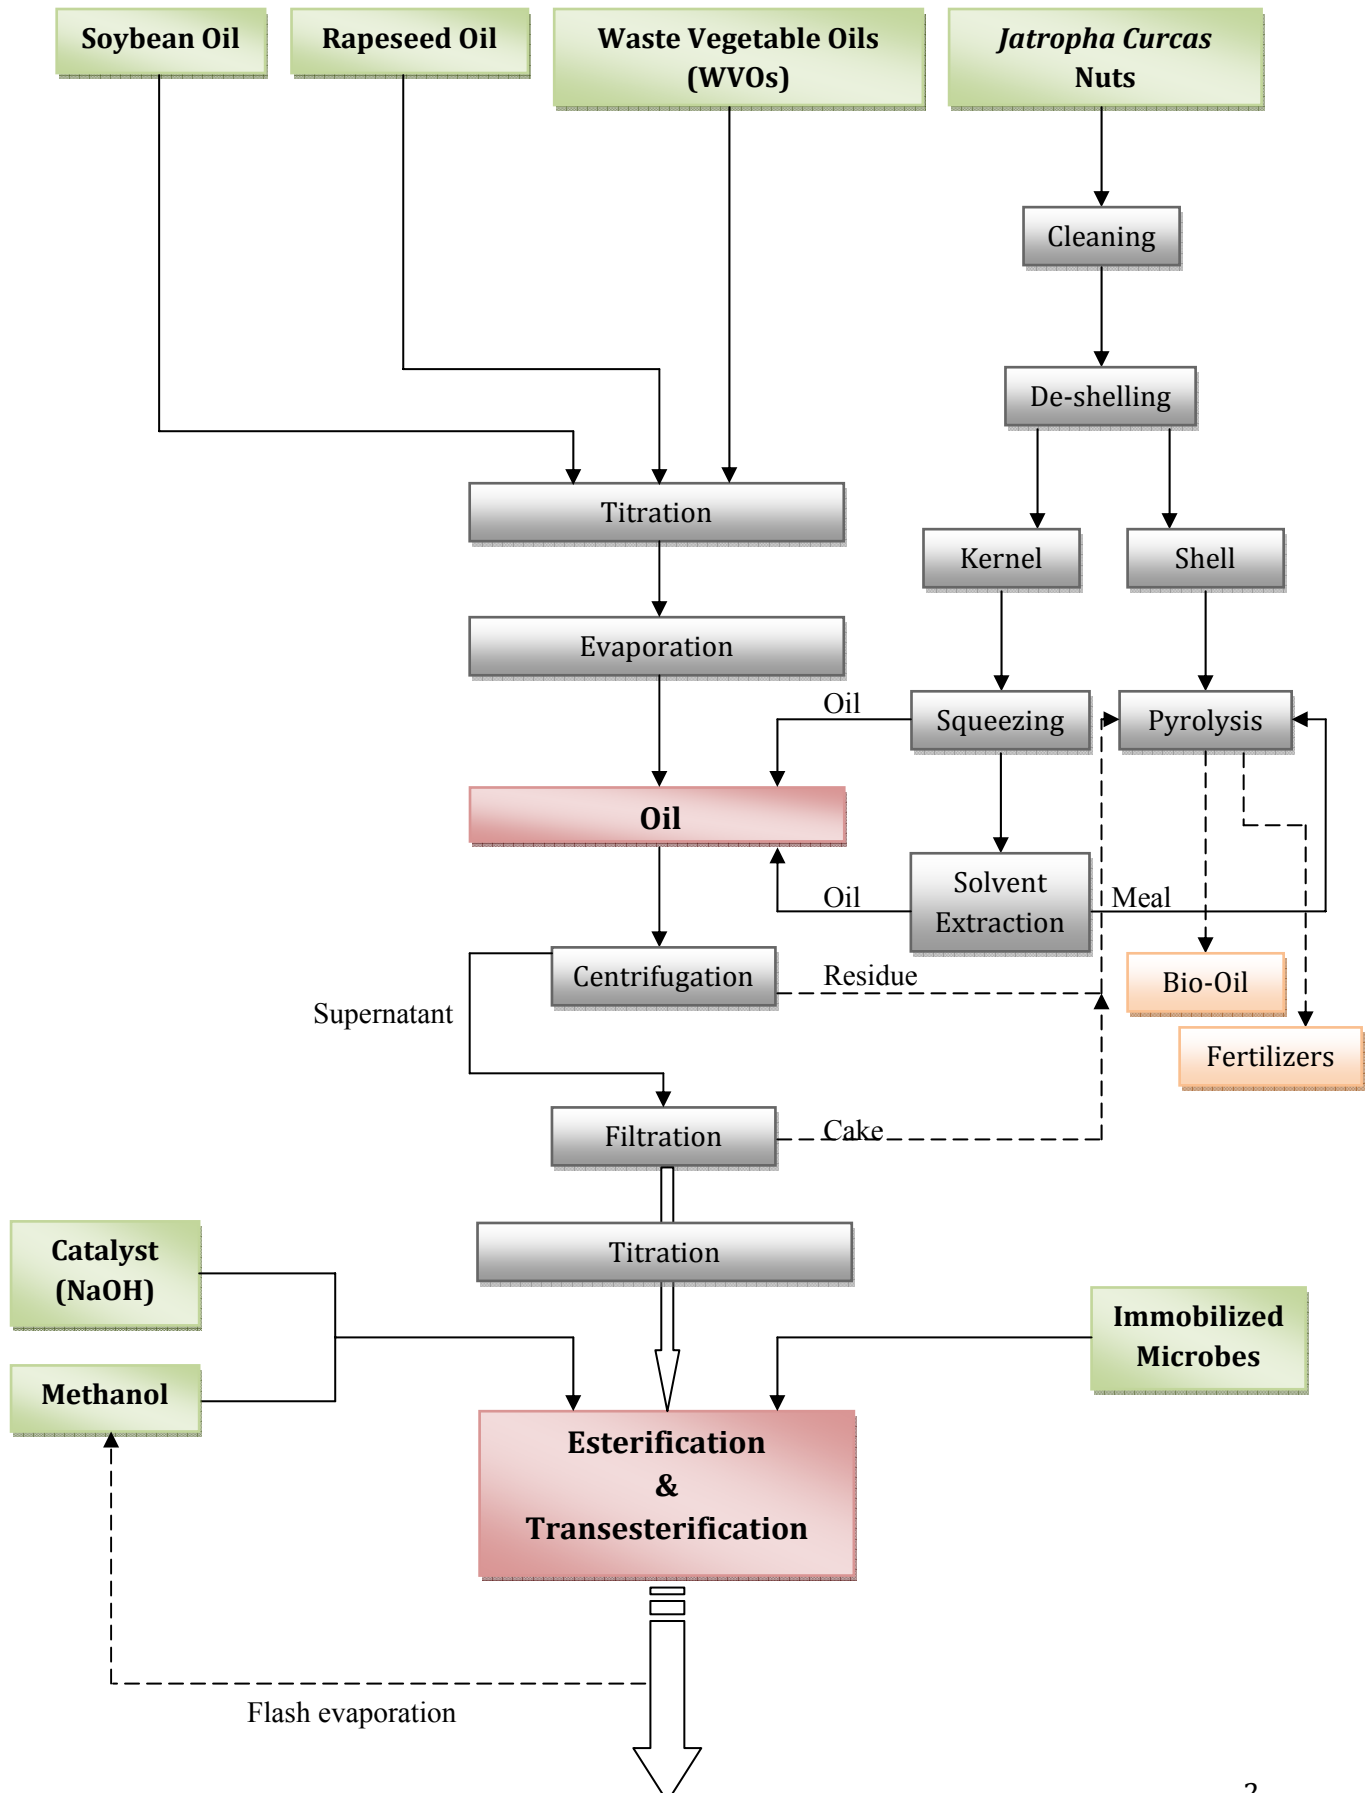 Soybean Oil
Rapeseed Oil
Waste Vegetable Oils
(WVOs)
Jatropha Curcas
Nuts
Cleaning
De-shelling
Titration
Kernel
Shell
Evaporation
Oil
Squeezing
Pyrolysis
Oil
Oil
Solvent
Extraction
Meal
Centrifugation
Residue
Bio-Oil
Supernatant
Fertilizers
Filtration
Cake
Titration
Catalyst
(NaOH)
Immobilized
Microbes
Methanol
Esterification
&
Transesterification
Flash evaporation